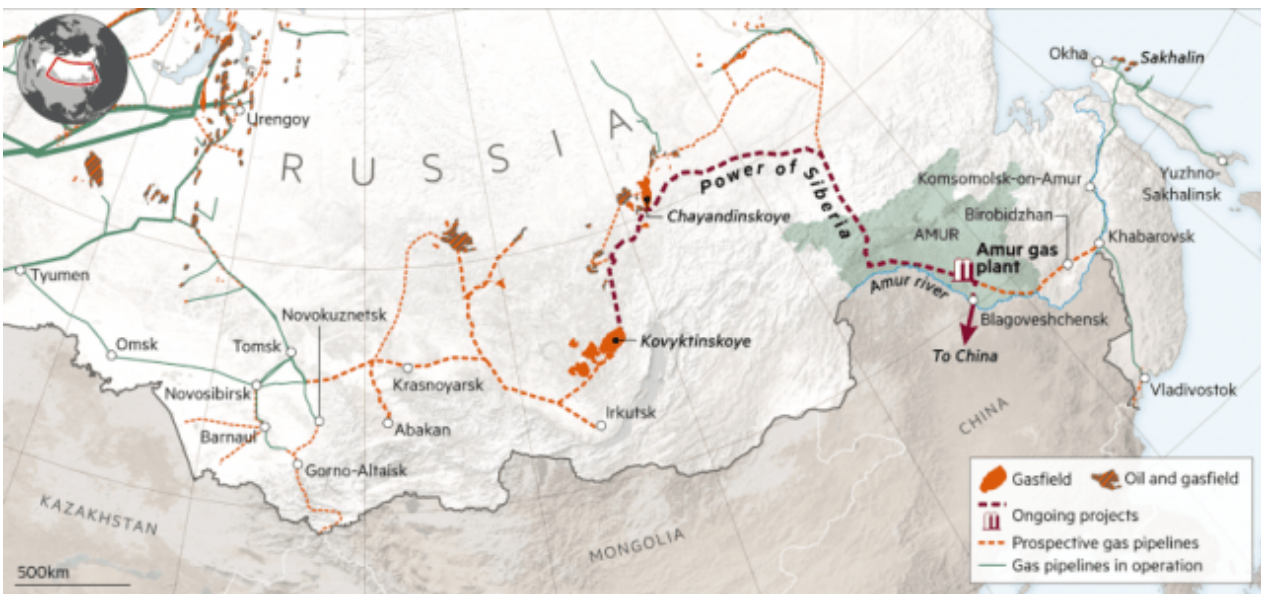 Okha
Sakhalin
Urengoy
RUSSIA
Power of Siberia
Chayandinskoye
Komsomolsk-on-Amur
Yuzhno-
Sakhalinsk
Birobidzhan
AMUR
Khabarovsk
Amur gas
plant
Tyumen
Amur river
Novokuznetsk
Blagoveshchensk
Omsk
Tomsk
Kovyktinskoye
To China
Krasnoyarsk
Novosibirsk
Vladivostok
Irkutsk
CHINA
Barnaul
Abakan
Gorno-Altaisk
KAZAKHSTAN
MONGOLIA
Gasfield
Oil and gasfield
Ongoing projects
Prospective gas pipelines
Gas pipelines in operation
500km